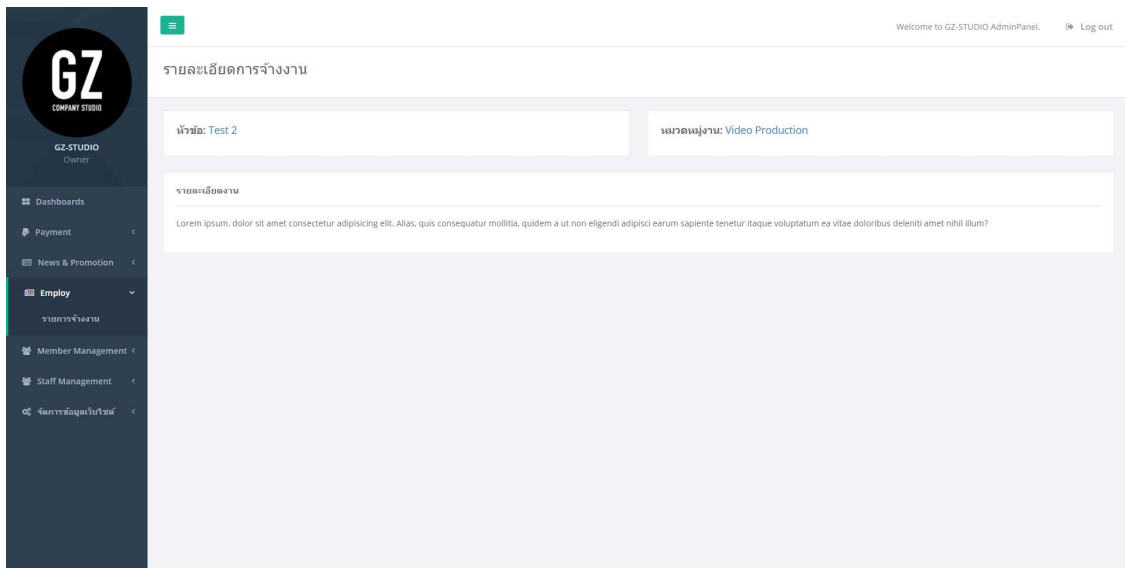 GZ
COMPANY STUDIO
GZ-STUDIO
Owner
Dashboards
Payment
News & Promotion
Employ
รายการจ้างงาน
Member Management
Staff Management
จัดการข้อมูลเว็บไซต์
Welcome to GZ-STUDIO AdminPanel.
Log out
รายละเอียดการจ้างงาน
หัวข้อ: Test 2
หมวดหมู่งาน: Video Production
รายละเอียดงาน
Lorem ipsum, dolor sit amet consectetur adipisicing elit. Alias, quis consequatur mollitia, quidem a ut non eligendi adipisci earum sapiente tenetur itaque voluptatum ea vitae doloribus deleniti amet nihil illum?